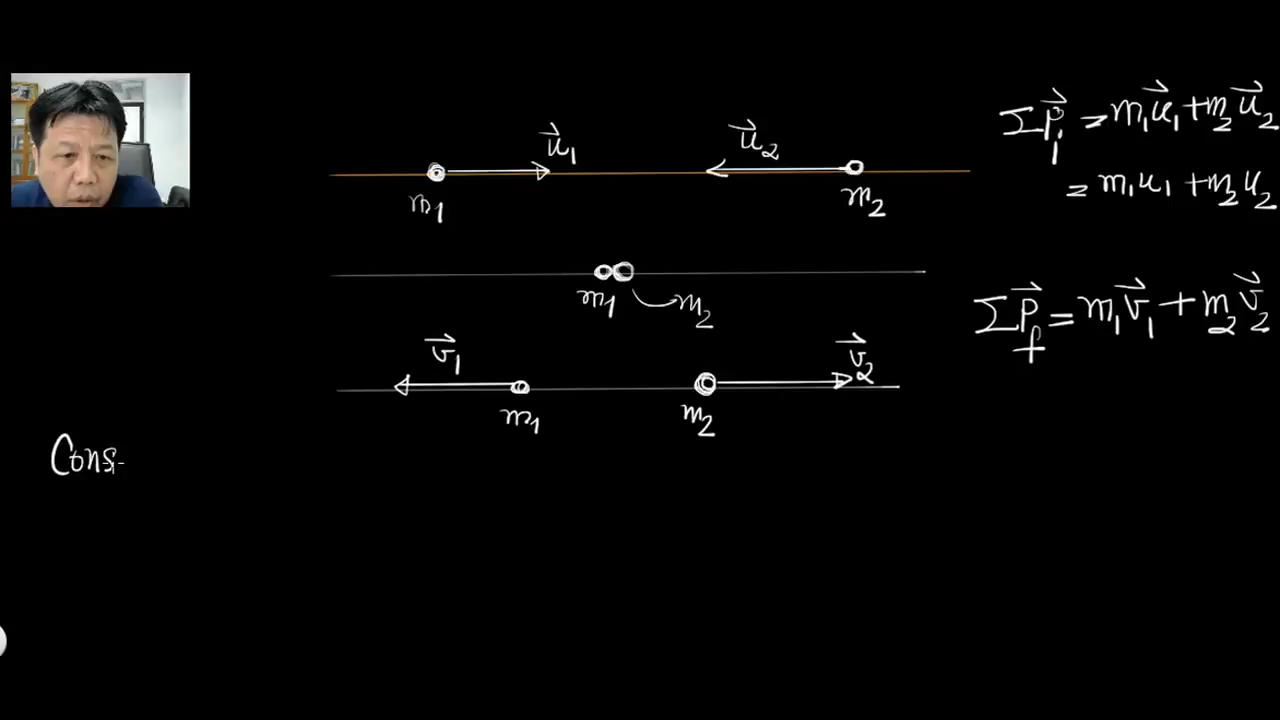 u⃗₁ u⃗₂
m₁ m₂
Σp⃗ᵢ = m₁u⃗₁ + m₂u⃗₂
= m₁u₁ + m₂u₂
m₁ m₂
Σp⃗_f = m₁v⃗₁ + m₂v⃗₂
v⃗₁ v⃗₂
m₁ m₂
Cons